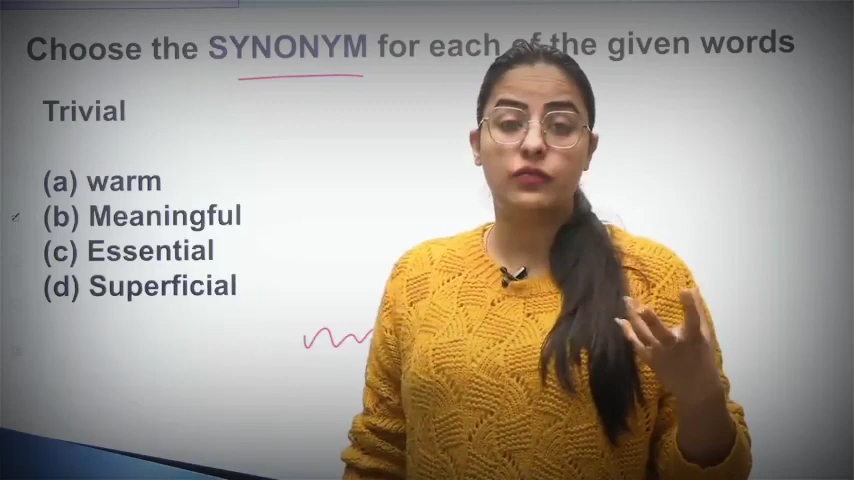 Choose the SYNONYM for each of the given words
Trivial
(a) warm
(b) Meaningful
(c) Essential
(d) Superficial